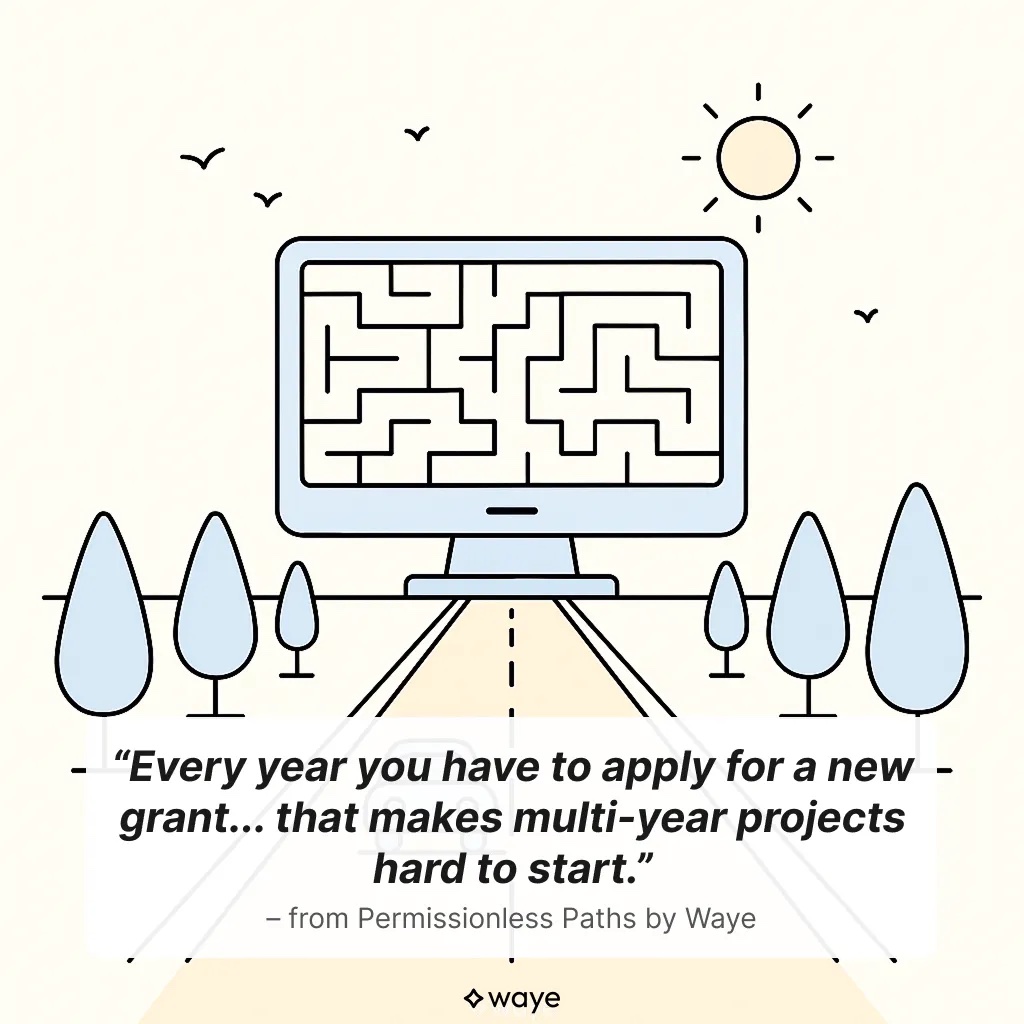 “Every year you have to apply for a new
grant... that makes multi-year projects
hard to start.”
– from Permissionless Paths by Waye
waye